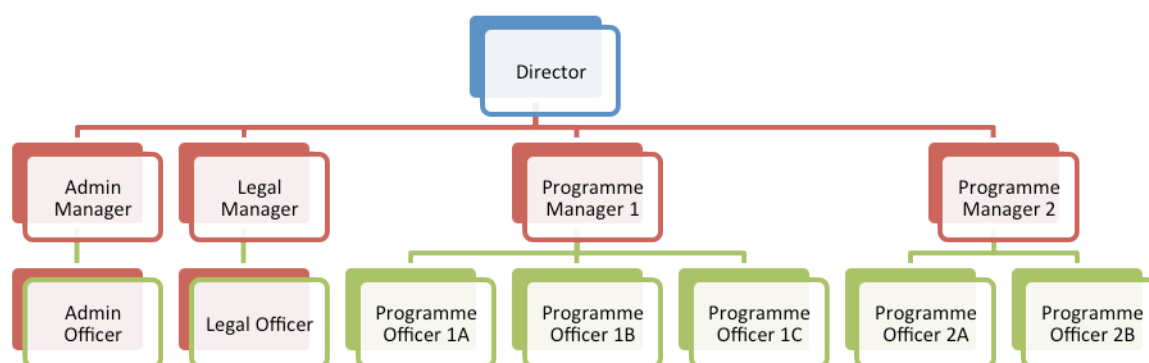 Director
Admin
Manager
Legal
Manager
Programme
Manager 1
Programme
Manager 2
Admin
Officer
Legal Officer
Programme
Officer 1A
Programme
Officer 1B
Programme
Officer 1C
Programme
Officer 2A
Programme
Officer 2B